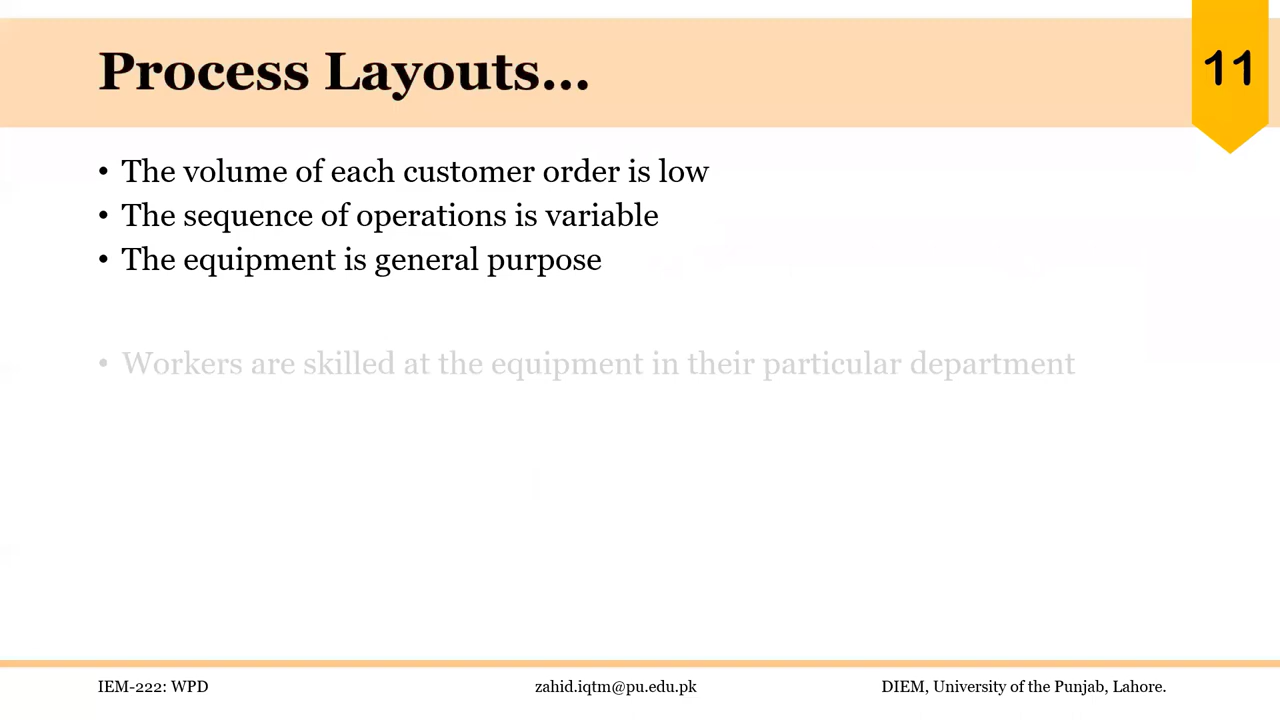 Process Layouts...
11
• The volume of each customer order is low
• The sequence of operations is variable
• The equipment is general purpose
• Workers are skilled at the equipment in their particular department
IEM-222: WPD
zahid.iqtm@pu.edu.pk
DIEM, University of the Punjab, Lahore.